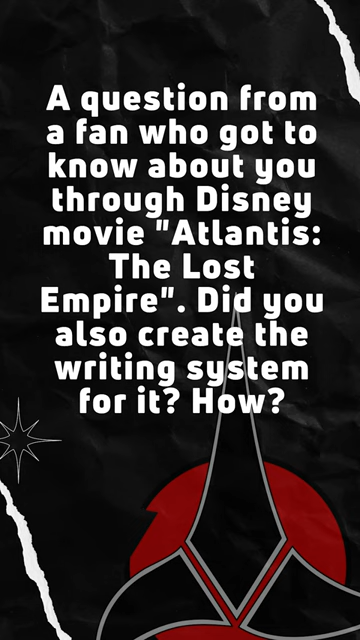 A question from
a fan who got to
know about you
through Disney
movie "Atlantis:
The Lost
Empire". Did you
also create the
writing system
for it? How?